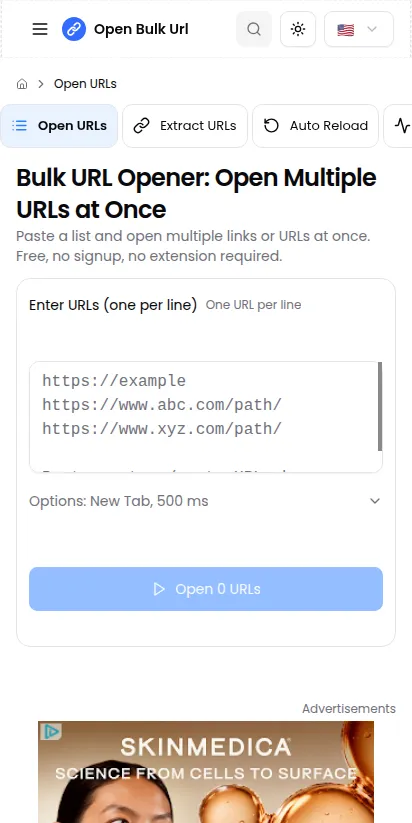 Open Bulk Url
Open URLs
Open URLs
Extract URLs
Auto Reload
Bulk URL Opener: Open Multiple
URLs at Once
Paste a list and open multiple links or URLs at once.
Free, no signup, no extension required.
Enter URLs (one per line) One URL per line
https://example
https://www.abc.com/path/
https://www.xyz.com/path/
Options: New Tab, 500 ms
Open 0 URLs
Advertisements
SKINMEDICA
SCIENCE FROM CELLS TO SURFACE